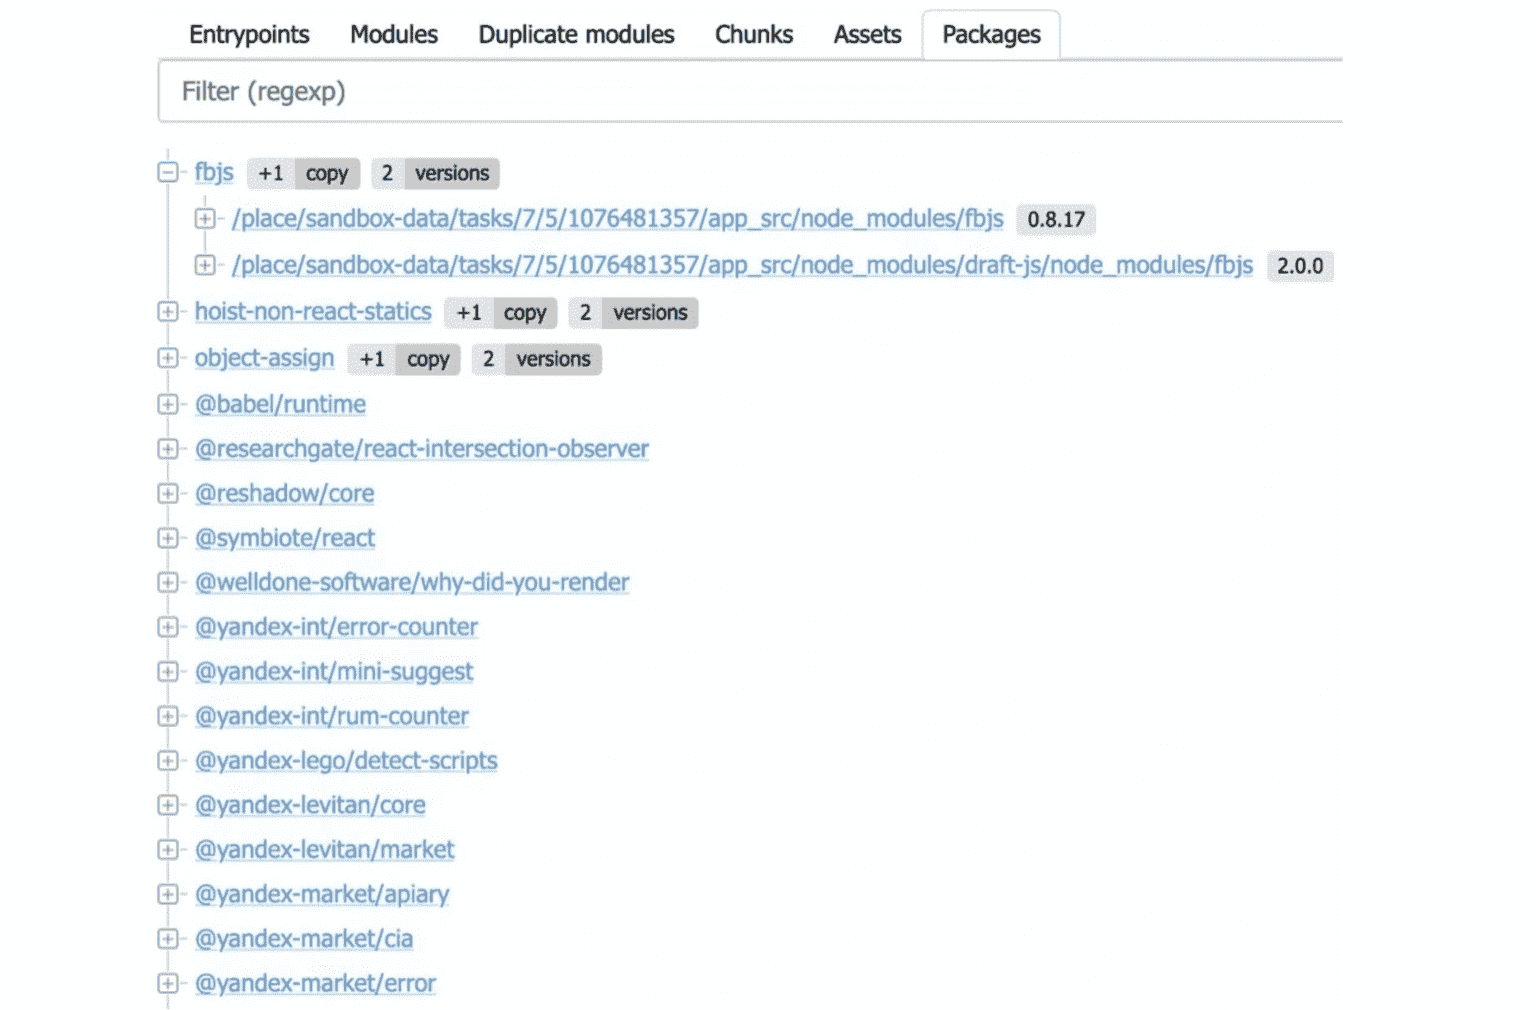 Entrypoints Modules Duplicate modules Chunks Assets Packages
Filter (regexp)
fbjs +1 copy 2 versions
/place/sandbox-data/tasks/7/5/1076481357/app_src/node_modules/fbjs 0.8.17
/place/sandbox-data/tasks/7/5/1076481357/app_src/node_modules/draft-js/node_modules/fbjs 2.0.0
hoist-non-react-statics +1 copy 2 versions
object-assign +1 copy 2 versions
@babel/runtime
@researchgate/react-intersection-observer
@reshadow/core
@symbiote/react
@welldone-software/why-did-you-render
@yandex-int/error-counter
@yandex-int/mini-suggest
@yandex-int/rum-counter
@yandex-lego/detect-scripts
@yandex-levitan/core
@yandex-levitan/market
@yandex-market/apiary
@yandex-market/cia
@yandex-market/error